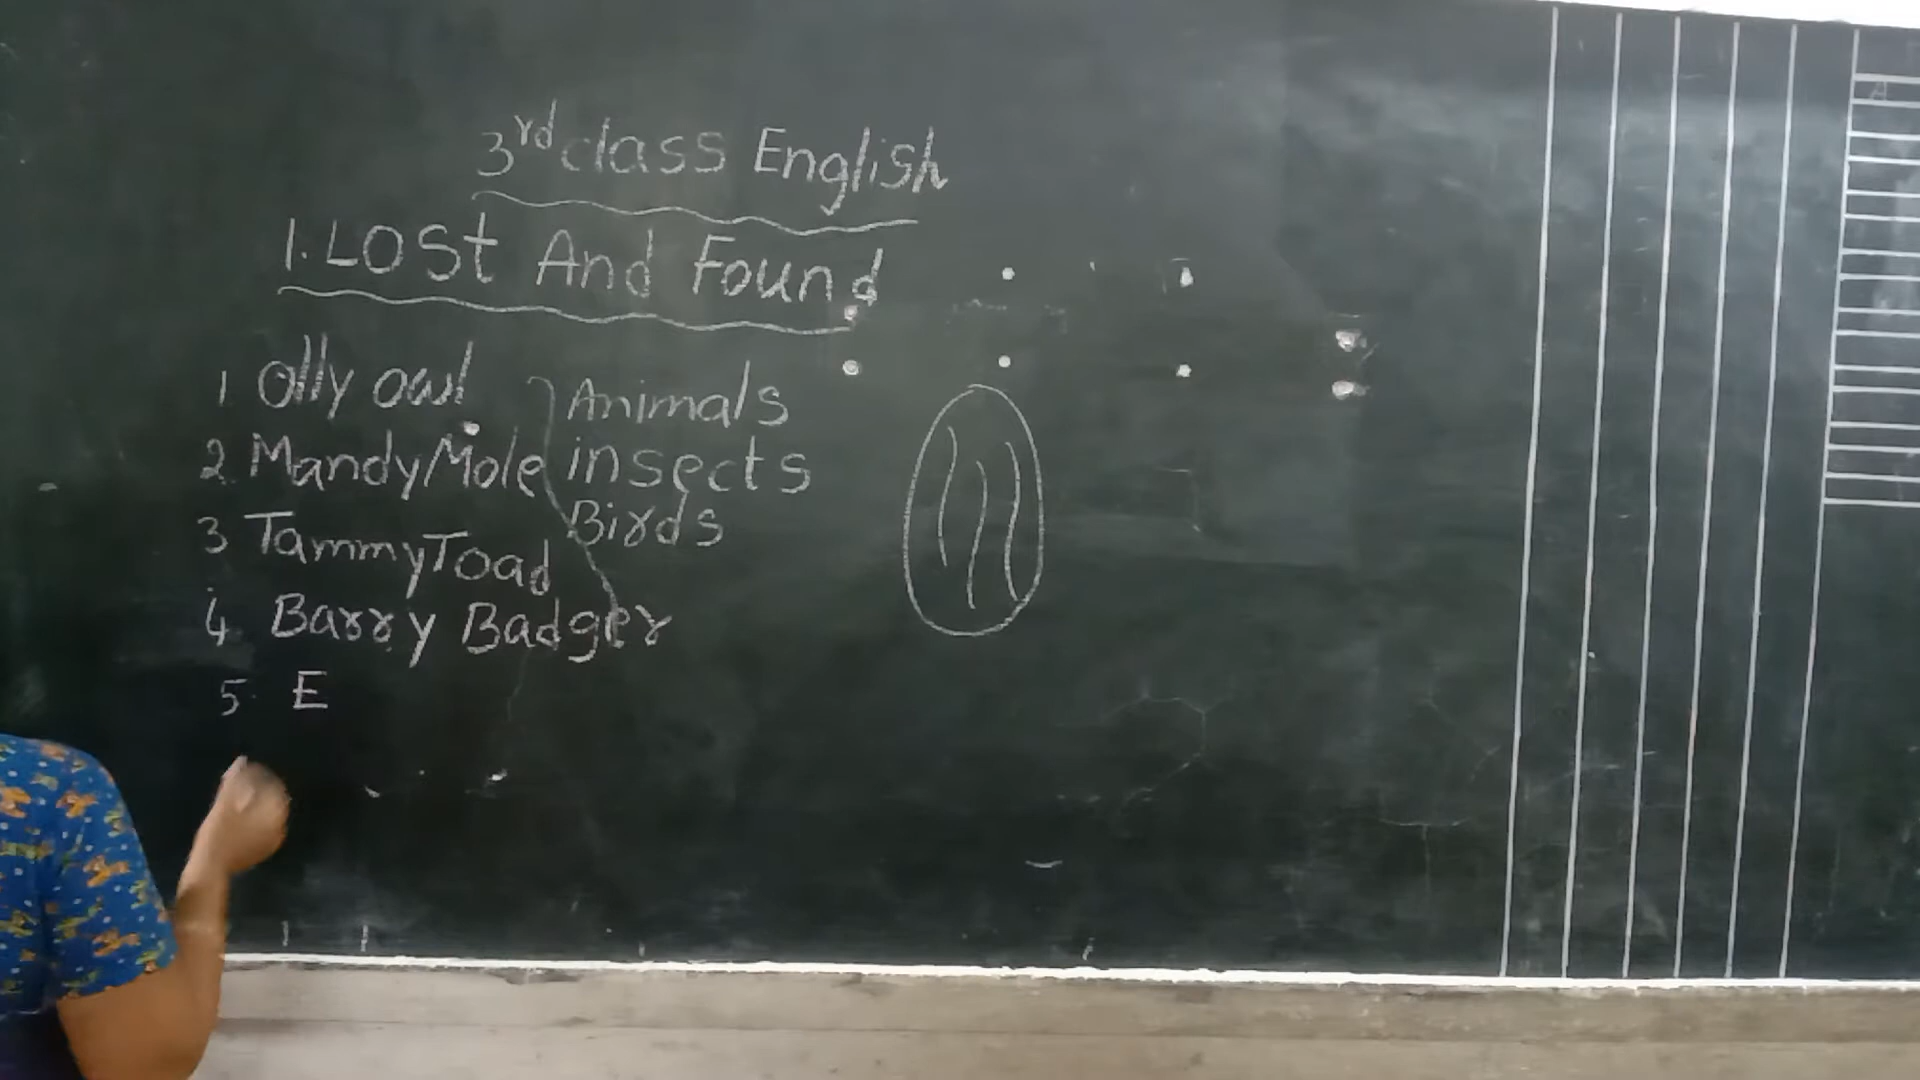 3rd class English
1. LOST And Found
1 Olly owl
2. Mandy Mole
3 Tammy Toad
4 Barry Badger
5. E
Animals
insects
Birds